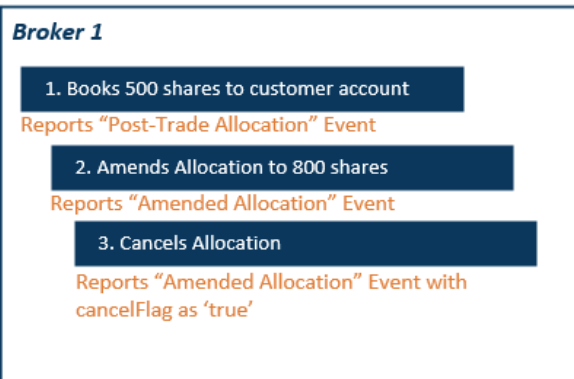 Broker 1
1. Books 500 shares to customer account
Reports “Post-Trade Allocation” Event
2. Amends Allocation to 800 shares
Reports “Amended Allocation” Event
3. Cancels Allocation
Reports “Amended Allocation” Event with
cancelFlag as ‘true’